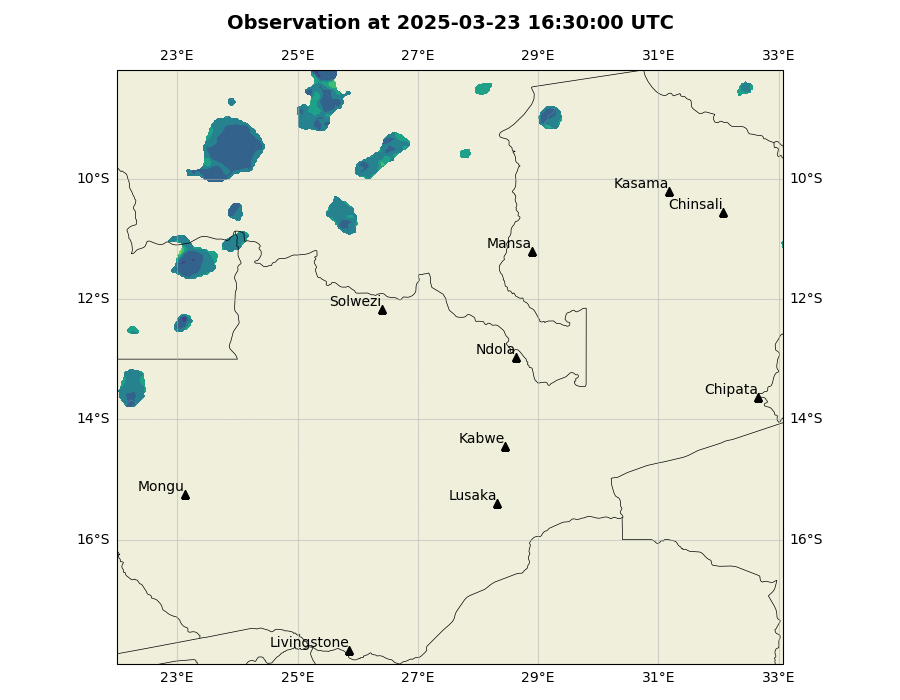 Observation at 2025-03-23 16:30:00 UTC
23°E 25°E 27°E 29°E 31°E 33°E
10°S 10°S
Kasama
Chinsali
Mansa
12°S 12°S
Solwezi
Ndola
Chipata
14°S 14°S
Kabwe
Mongu
Lusaka
16°S 16°S
Livingstone
23°E 25°E 27°E 29°E 31°E 33°E